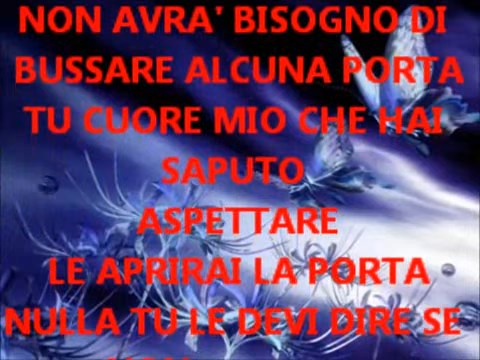 NON AVRA' BISOGNO DI
BUSSARE ALCUNA PORTA
TU CUORE MIO CHE HAI
SAPUTO
ASPETTARE
LE APRIRAI LA PORTA
NULLA TU LE DEVI DIRE SE